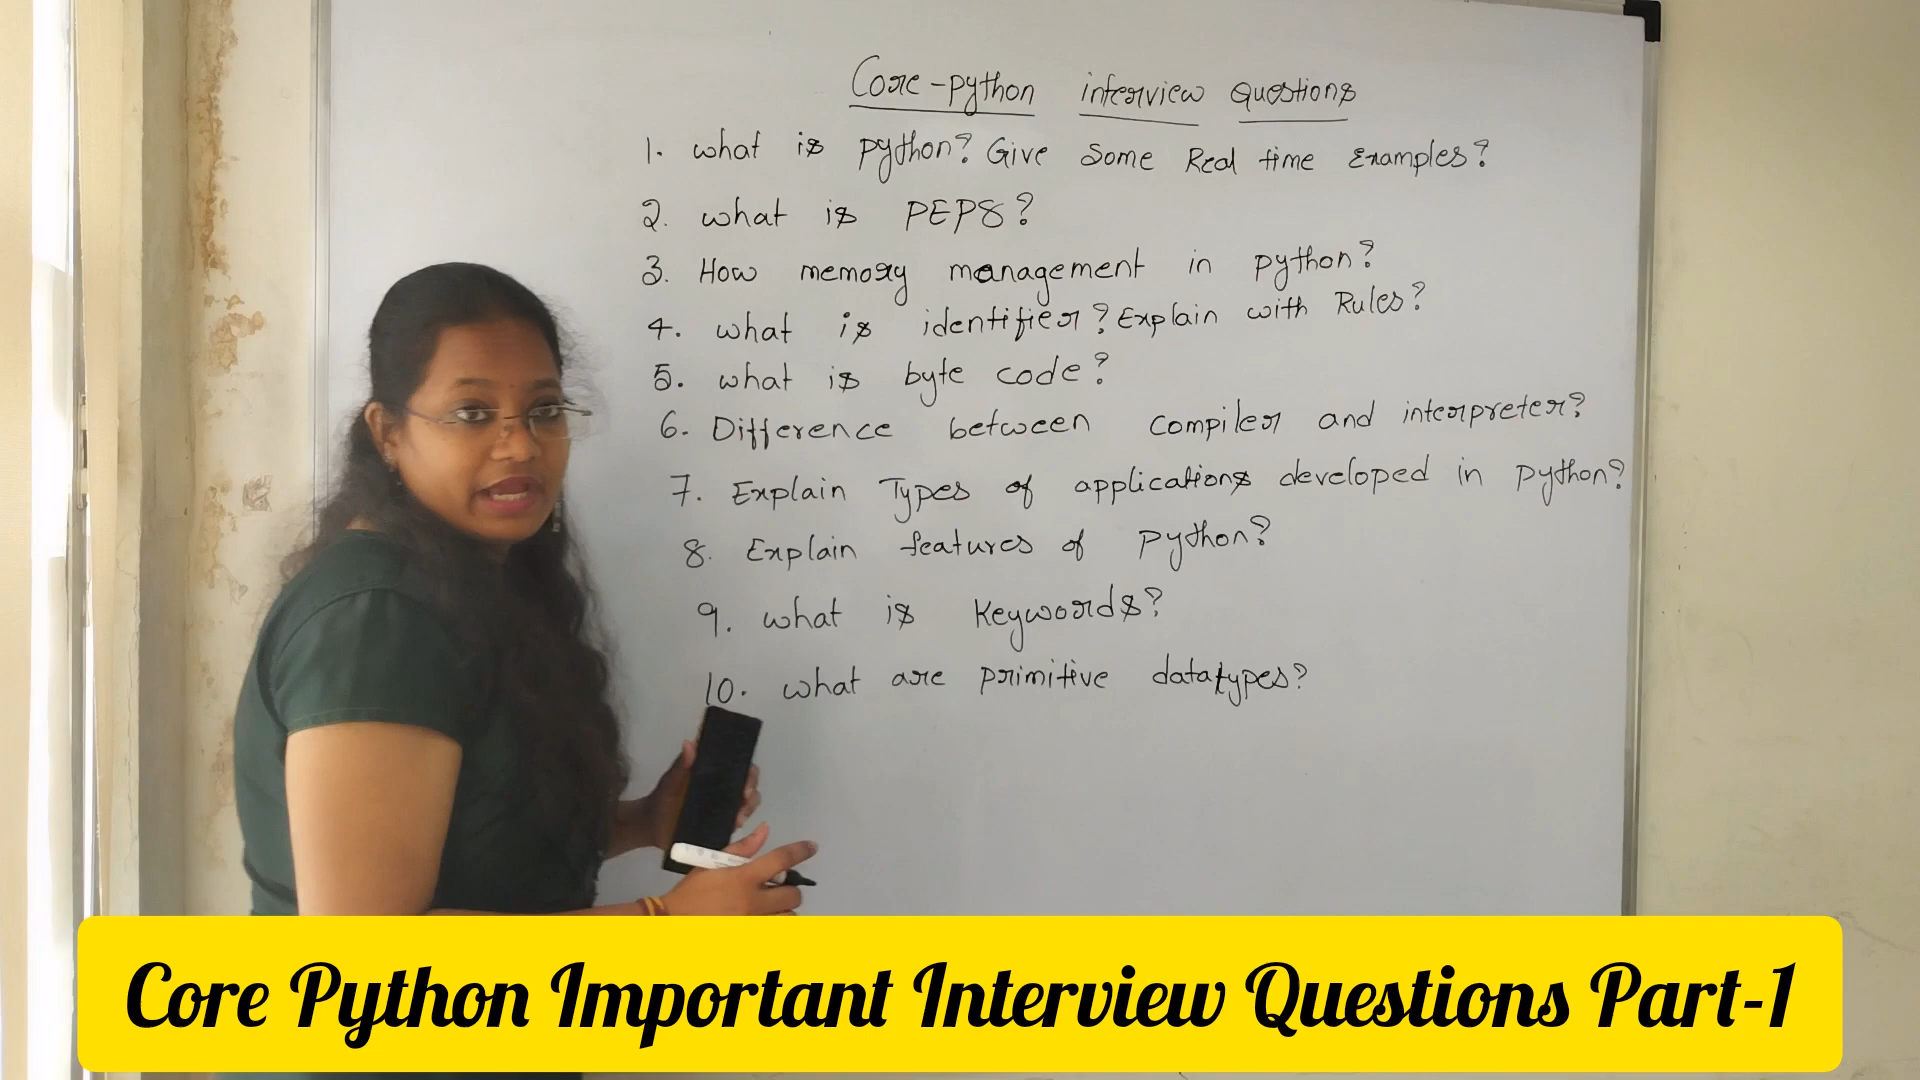 Core-python interview Questions
1. what is python? Give Some Real time Examples?
2. what is PEP8?
3. How memory management in python?
4. what is identifier? Explain with Rules?
5. what is byte code?
6. Difference between compiler and interpreter?
7. Explain Types of applications developed in python?
8. Explain features of python?
9. what is keywords?
10. what are primitive datatypes?
Core Python Important Interview Questions Part-1